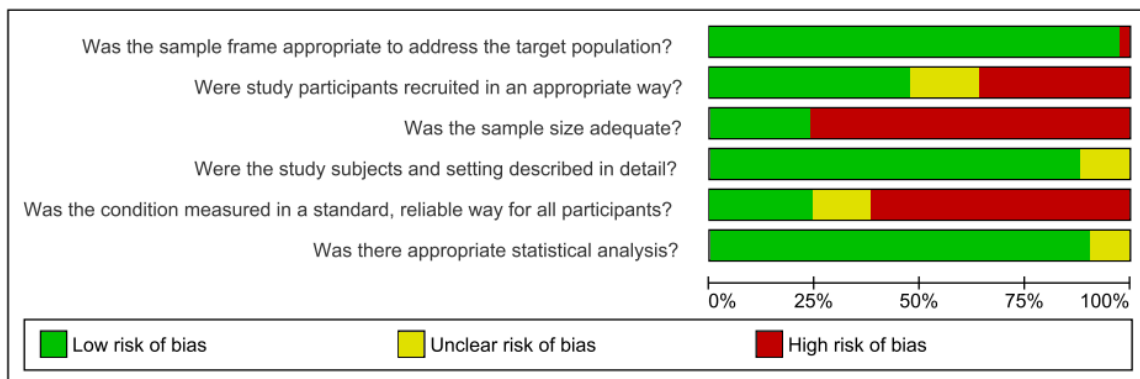 Was the sample frame appropriate to address the target population?
Were study participants recruited in an appropriate way?
Was the sample size adequate?
Were the study subjects and setting described in detail?
Was the condition measured in a standard, reliable way for all participants?
Was there appropriate statistical analysis?
0% 25% 50% 75% 100%
Low risk of bias Unclear risk of bias High risk of bias